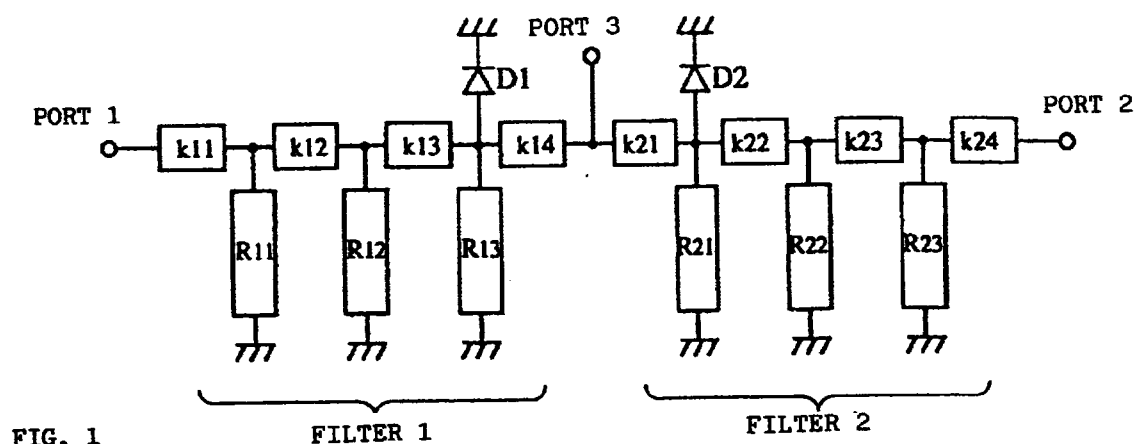 PORT 3
D1
D2
PORT 1
PORT 2
k11
k12
k13
k14
k21
k22
k23
k24
R11
R12
R13
R21
R22
R23
FILTER 1
FILTER 2
FIG. 1